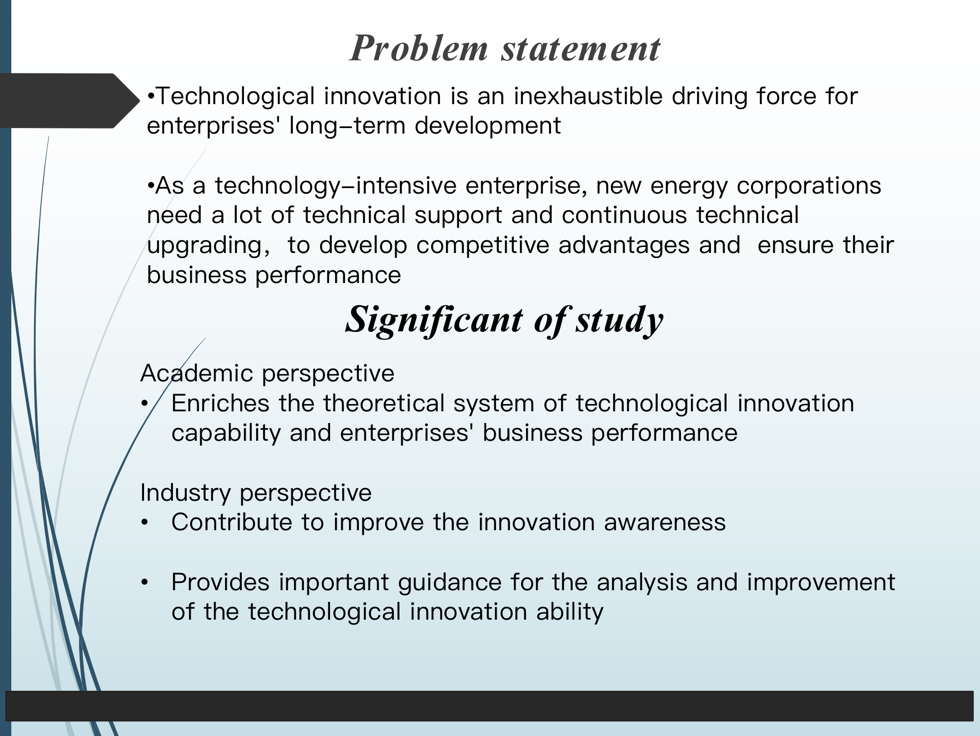 Problem statement
•Technological innovation is an inexhaustible driving force for
enterprises' long–term development
•As a technology–intensive enterprise, new energy corporations
need a lot of technical support and continuous technical
upgrading，to develop competitive advantages and  ensure their
business performance
Significant of study
Academic perspective
• Enriches the theoretical system of technological innovation
capability and enterprises' business performance
Industry perspective
• Contribute to improve the innovation awareness
• Provides important guidance for the analysis and improvement
of the technological innovation ability